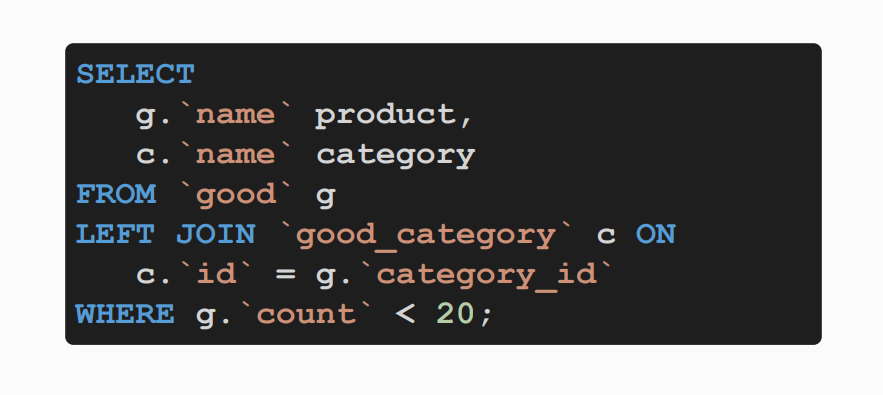 SELECT
   g.`name` product,
   c.`name` category
FROM `good` g
LEFT JOIN `good_category` c ON
   c.`id` = g.`category_id`
WHERE g.`count` < 20;